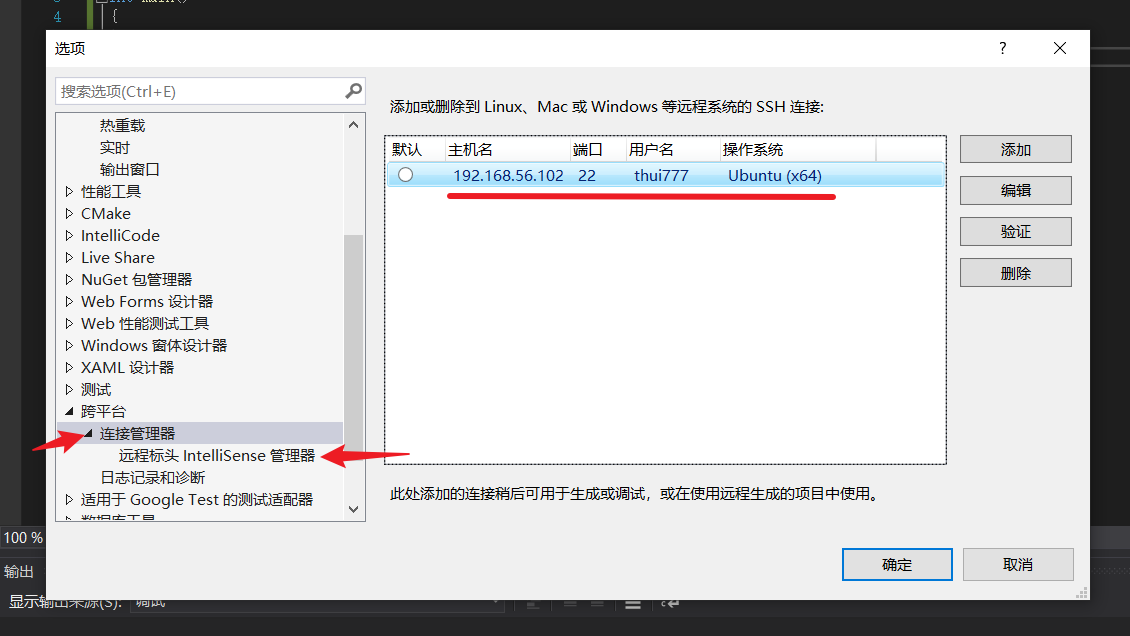 4
{
选项
?
搜索选项(Ctrl+E)
热重载
实时
输出窗口
性能工具
CMake
IntelliCode
Live Share
NuGet 包管理器
Web Forms 设计器
Web 性能测试工具
Windows 窗体设计器
XAML 设计器
测试
跨平台
连接管理器
远程标头 IntelliSense 管理器
日志记录和诊断
适用于 Google Test 的测试适配器
数据库工具
添加或删除到 Linux、Mac 或 Windows 等远程系统的 SSH 连接:
默认 主机名 端口 用户名 操作系统
192.168.56.102 22 thui777 Ubuntu (x64)
添加
编辑
验证
删除
此处添加的连接稍后可用于生成或调试，或在使用远程生成的项目中使用。
确定 取消
100 %
输出
显示输出来源(S): 调试